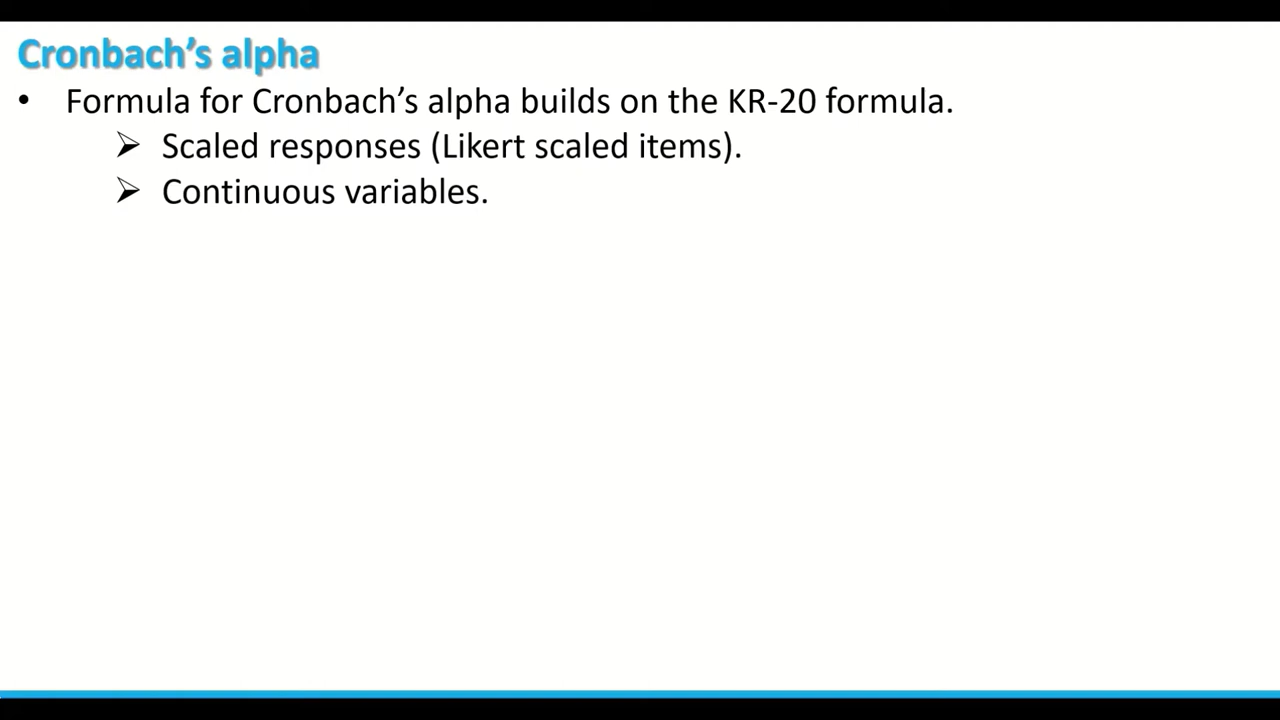 Cronbach’s alpha
• Formula for Cronbach’s alpha builds on the KR-20 formula.
➢ Scaled responses (Likert scaled items).
➢ Continuous variables.